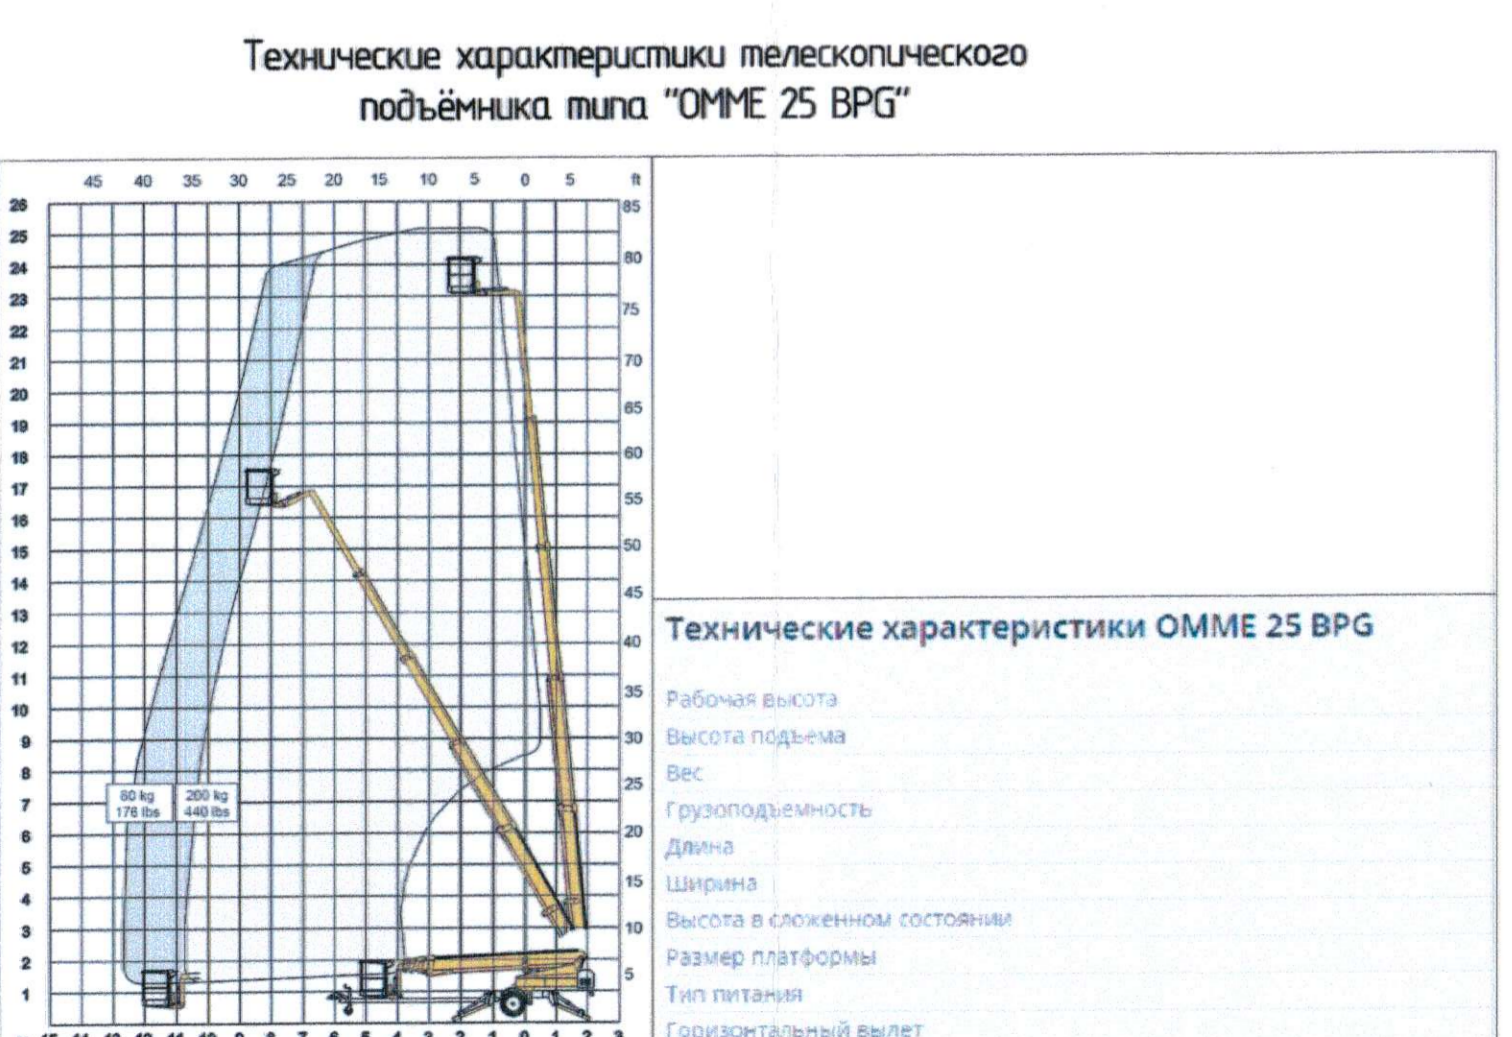 Технические характеристики телескопического
подъёмника типа "OMME 25 BPG"
45 40 35 30 25 20 15 10 5 0 5 ft
26
25
24
23
22
21
20
19
18
17
16
15
14
13
12
11
10
9
8
7
6
5
4
3
2
1
85
80
75
70
65
60
55
50
45
40
35
30
25
20
15
10
5
80 kg
176 lbs
200 kg
440 lbs
Технические характеристики OMME 25 BPG
Рабочая высота
Высота подъема
Вес
Грузоподъемность
Длина
Ширина
Высота в сложенном состоянии
Размер платформы
Тип питания
Горизонтальный вылет